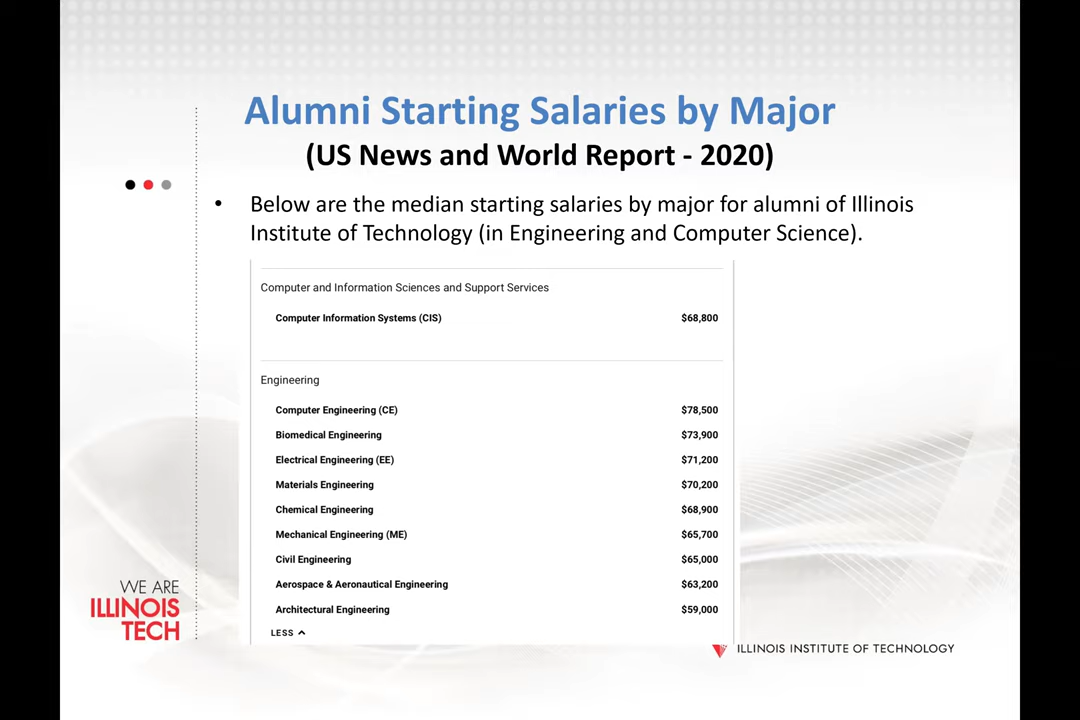 Alumni Starting Salaries by Major
(US News and World Report - 2020)
• Below are the median starting salaries by major for alumni of Illinois
Institute of Technology (in Engineering and Computer Science).
Computer and Information Sciences and Support Services
Computer Information Systems (CIS) $68,800
Engineering
Computer Engineering (CE) $78,500
Biomedical Engineering $73,900
Electrical Engineering (EE) $71,200
Materials Engineering $70,200
Chemical Engineering $68,900
Mechanical Engineering (ME) $65,700
Civil Engineering $65,000
Aerospace & Aeronautical Engineering $63,200
Architectural Engineering $59,000
LESS
WE ARE
ILLINOIS
TECH
ILLINOIS INSTITUTE OF TECHNOLOGY